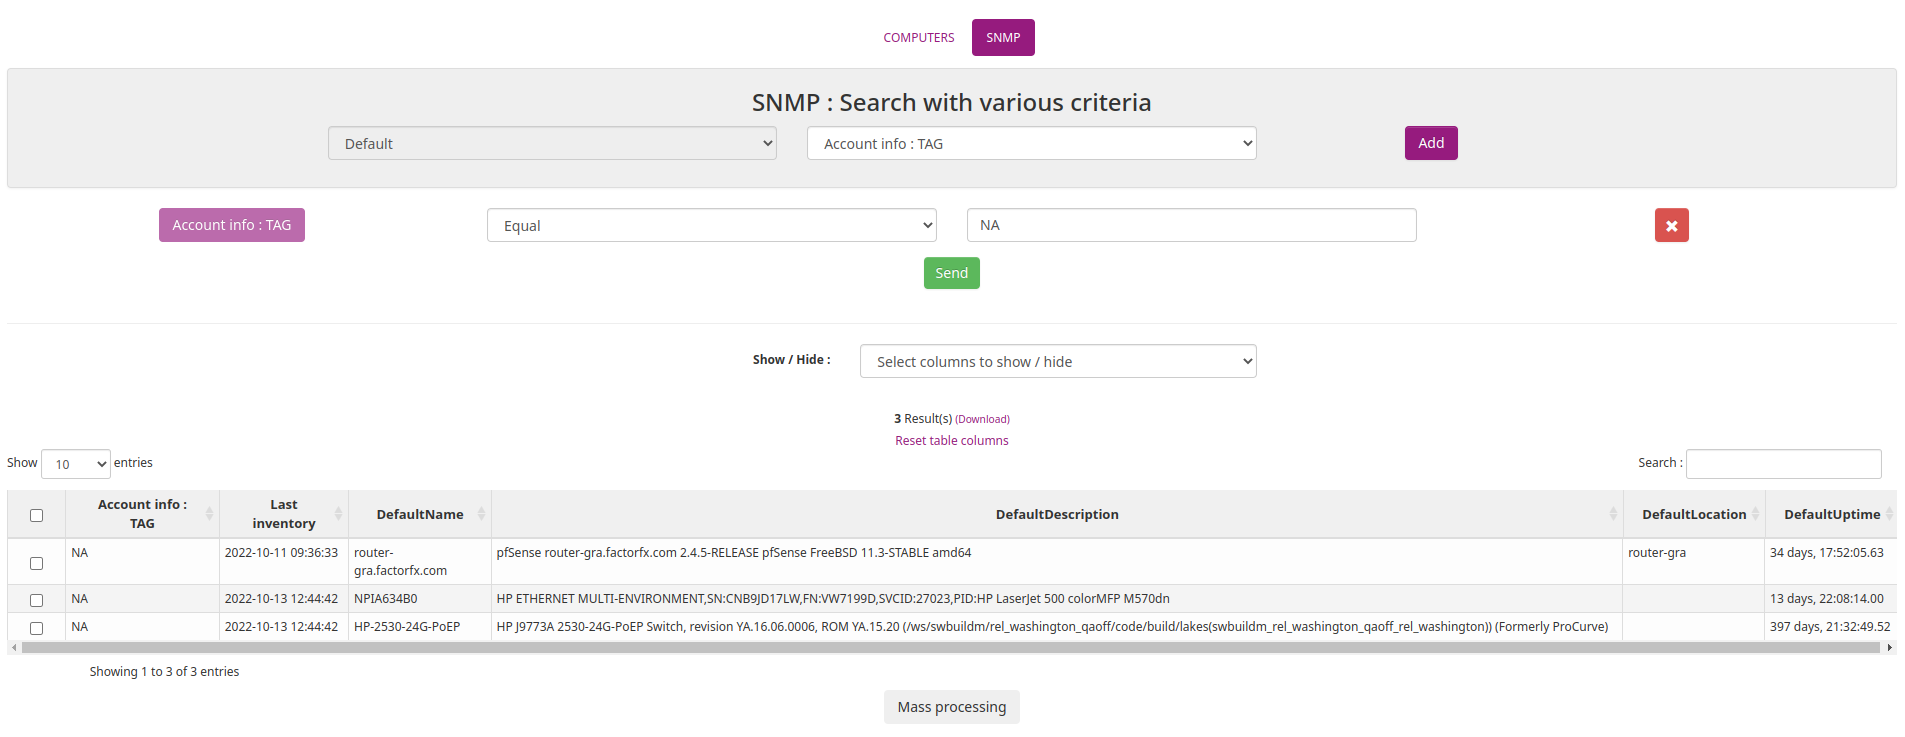 COMPUTERS SNMP
SNMP : Search with various criteria
Default Account info : TAG Add
Account info : TAG Equal NA
Send
Show / Hide : Select columns to show / hide
3 Result(s) (Download)
Reset table columns
Show 10 entries Search :
Account info : TAG Last inventory DefaultName DefaultDescription DefaultLocation DefaultUptime
NA 2022-10-11 09:36:33 router-gra.factorfx.com pfSense router-gra.factorfx.com 2.4.5-RELEASE pfSense FreeBSD 11.3-STABLE amd64 router-gra 34 days, 17:52:05.63
NA 2022-10-13 12:44:42 NPIA634B0 HP ETHERNET MULTI-ENVIRONMENT,SN:CNB9JD17LW,FN:VW7199D,SVCID:27023,PID:HP LaserJet 500 colorMFP M570dn 13 days, 22:08:14.00
NA 2022-10-13 12:44:42 HP-2530-24G-PoEP HP J9773A 2530-24G-PoEP Switch, revision YA.16.06.0006, ROM YA.15.20 (/ws/swbuildm/rel_washington_qaoff/code/build/lakes(swbuildm_rel_washington_qaoff_rel_washington)) (Formerly ProCurve) 397 days, 21:32:49.52
Showing 1 to 3 of 3 entries
Mass processing